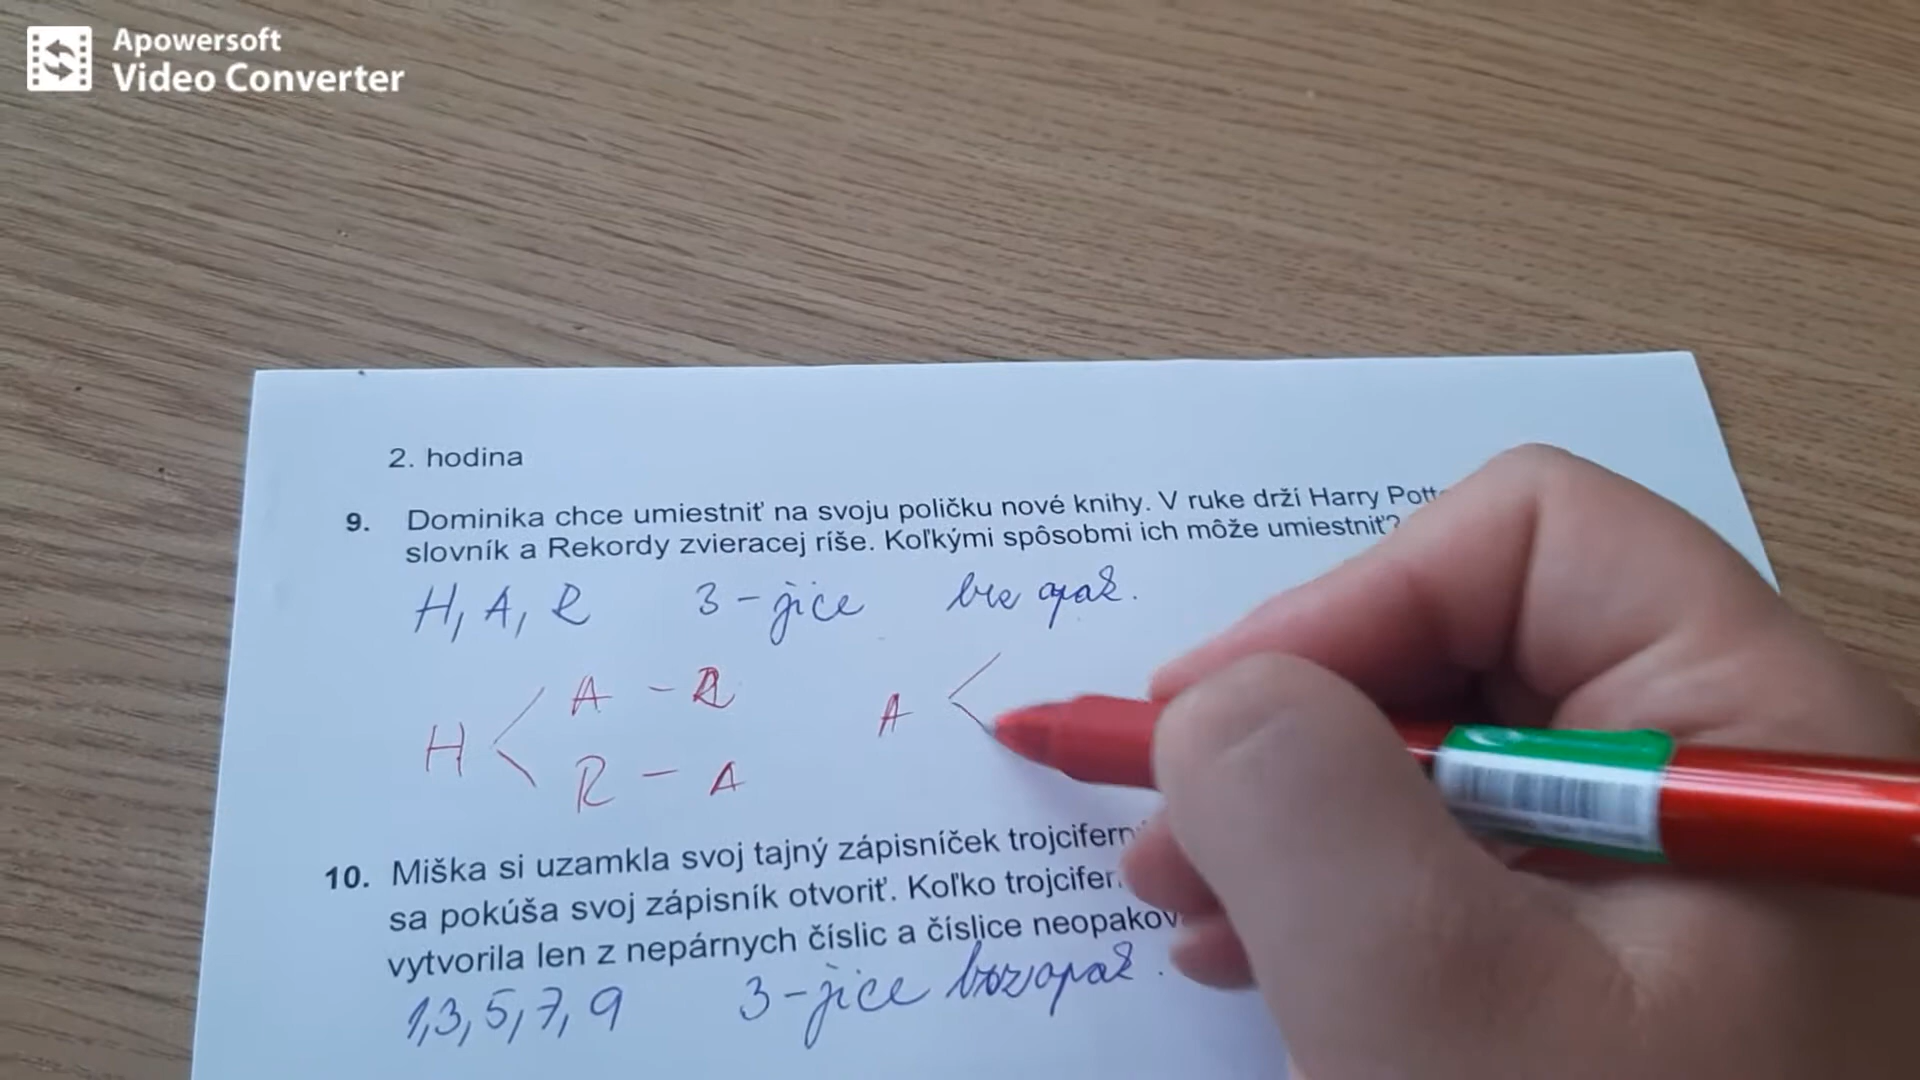 Apowersoft
Video Converter
2. hodina
9. Dominika chce umiestniť na svoju poličku nové knihy. V ruke drží Harry Potte
slovník a Rekordy zvieracej ríše. Koľkými spôsobmi ich môže umiestniť?
H, A, R 3-jice bez opak.
A - R
H A
R - A
10. Miška si uzamkla svoj tajný zápisníček trojcifern
sa pokúša svoj zápisník otvoriť. Koľko trojcifer
vytvorila len z nepárnych číslic a číslice neopakov
1,3,5,7,9 3-jice bez opak.